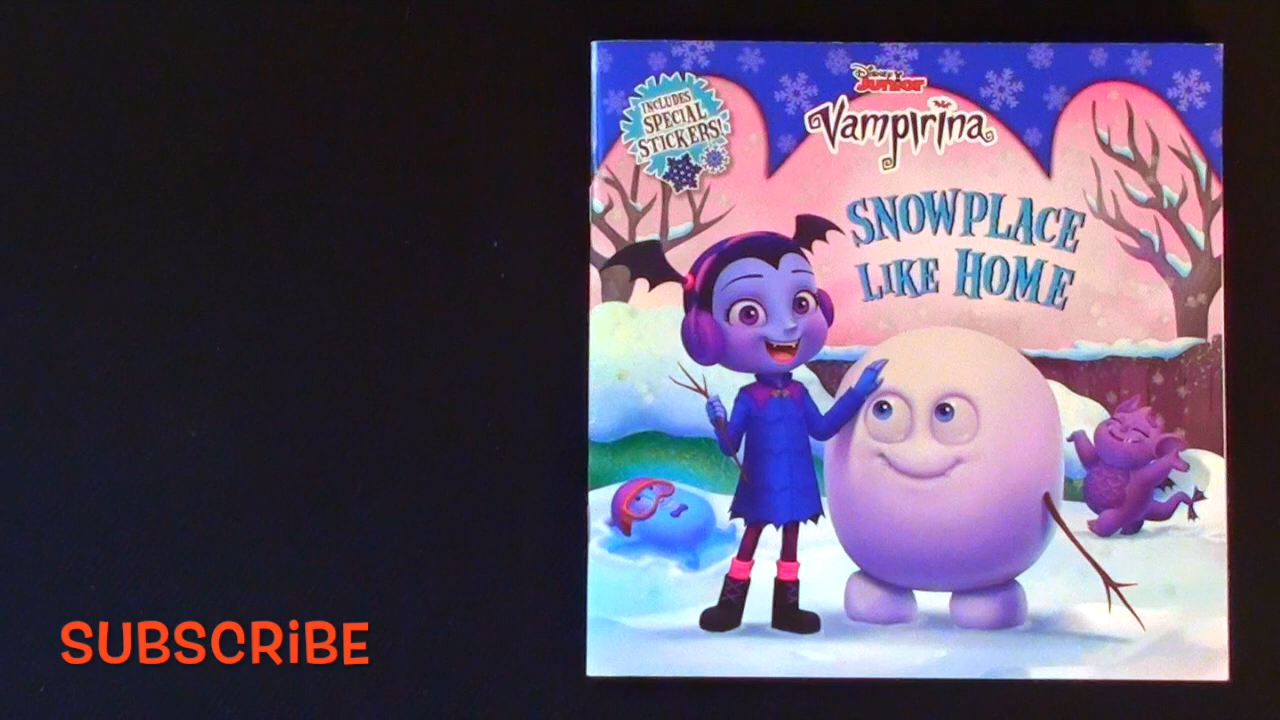 INCLUDES
SPECIAL
STICKERS!
Disney
Junior
Vampirina
SNOWPLACE
LIKE HOME
SUBSCRiBE